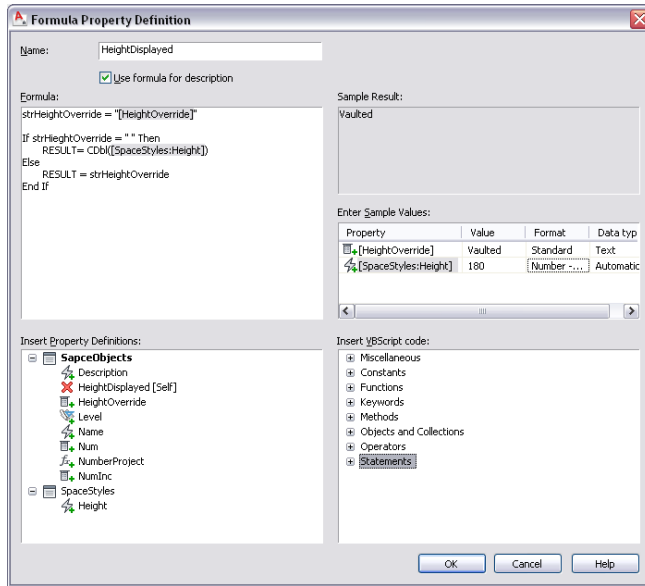 Formula Property Definition
Name:
HeightDisplayed
Use formula for description
Formula:
strHeightOverride = "[HeightOverride]"
If strHieghtOverride = " " Then
RESULT= CDbl([SpaceStyles:Height])
Else
RESULT = strHeightOverride
End If
Sample Result:
Vaulted
Enter Sample Values:
Property Value Format Data typ
[HeightOverride] Vaulted Standard Text
[SpaceStyles:Height] 180 Number -... Automatic
Insert Property Definitions:
SapceObjects
Description
HeightDisplayed [Self]
HeightOverride
Level
Name
Num
NumberProject
NumInc
SpaceStyles
Height
Insert VBScript code:
Miscellaneous
Constants
Functions
Keywords
Methods
Objects and Collections
Operators
Statements
OK Cancel Help